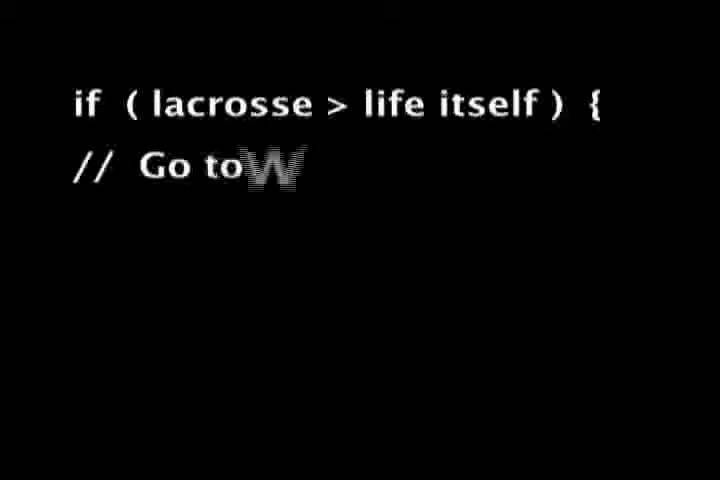 if ( lacrosse > life itself ) {
// Go to W